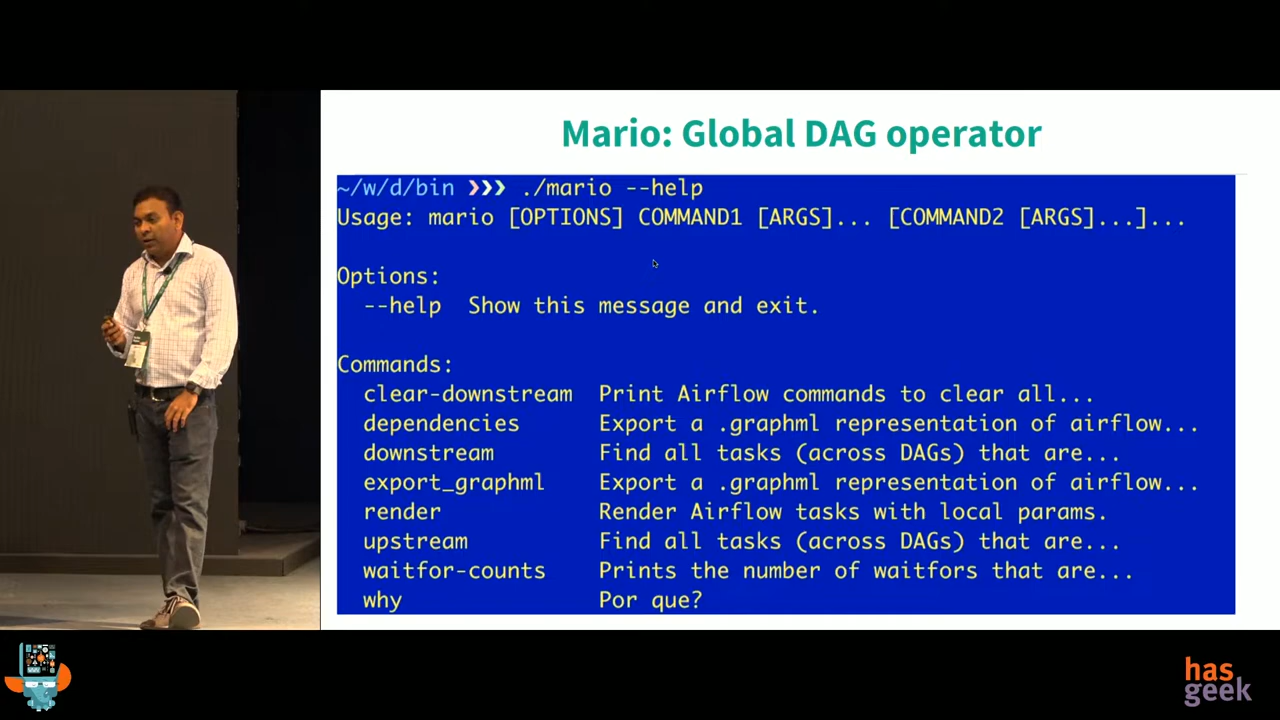 Mario: Global DAG operator
~/w/d/bin ❯❯❯ ./mario --help
Usage: mario [OPTIONS] COMMAND1 [ARGS]... [COMMAND2 [ARGS]...]...
Options:
--help  Show this message and exit.
Commands:
clear-downstream  Print Airflow commands to clear all...
dependencies  Export a .graphml representation of airflow...
downstream  Find all tasks (across DAGs) that are...
export_graphml  Export a .graphml representation of airflow...
render  Render Airflow tasks with local params.
upstream  Find all tasks (across DAGs) that are...
waitfor-counts  Prints the number of waitfors that are...
why  Por que?
has
geek